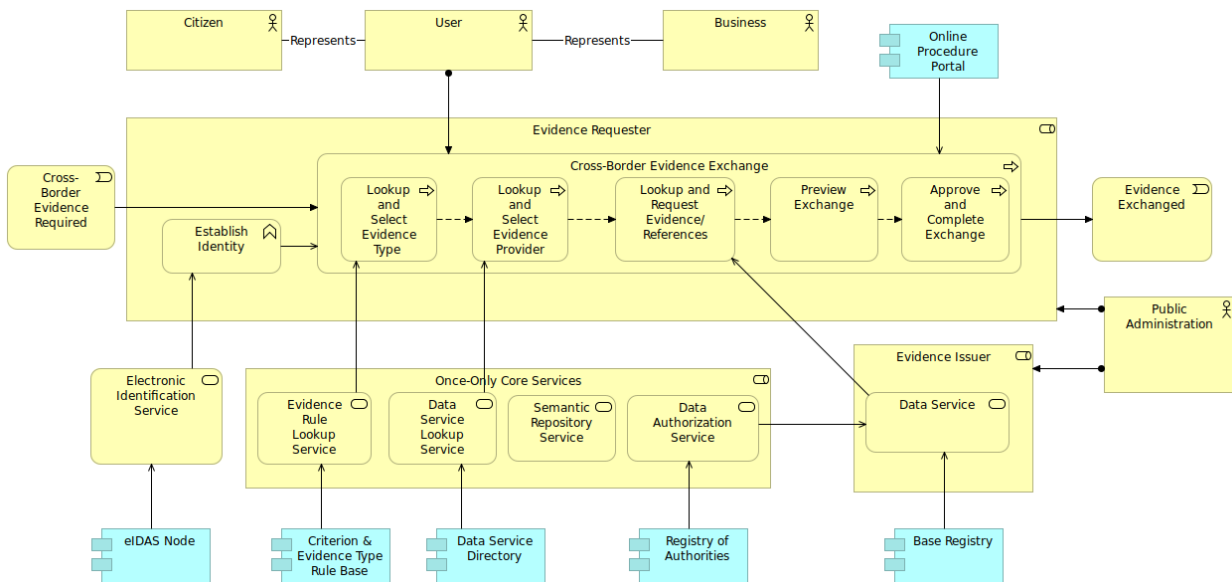 Citizen
Represents
User
Represents
Business
Online
Procedure
Portal
Evidence Requester
Cross-Border Evidence Exchange
Cross-
Border
Evidence
Required
Establish
Identity
Lookup
and
Select
Evidence
Type
Lookup
and
Select
Evidence
Provider
Lookup and
Request
Evidence/
References
Preview
Exchange
Approve
and
Complete
Exchange
Evidence
Exchanged
Public
Administration
Electronic
Identification
Service
Once-Only Core Services
Evidence
Rule
Lookup
Service
Data
Service
Lookup
Service
Semantic
Repository
Service
Data
Authorization
Service
Evidence Issuer
Data Service
eIDAS Node
Criterion &
Evidence Type
Rule Base
Data Service
Directory
Registry of
Authorities
Base Registry